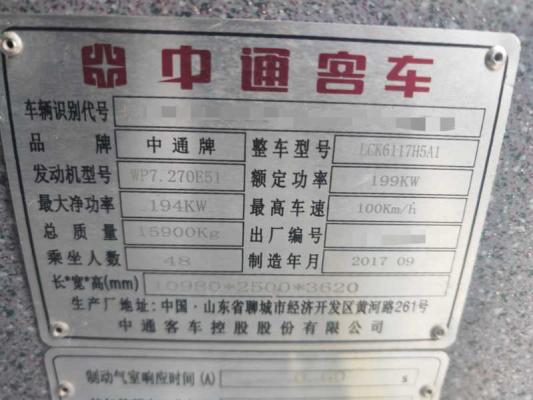 中通客车
车辆识别代号
品牌 中通牌 整车型号 LCK6117H5A1
发动机型号 WP7.270E51 额定功率 199KW
最大净功率 194KW 最高车速 100Km/h
总质量 15900Kg 出厂编号
乘坐人数 48 制造年月 2017 09
长*宽*高(mm) 10980*2500*3620
生产厂地址:中国·山东省聊城市经济开发区黄河路261号
中通客车控股股份有限公司
制动气室响应时间(A) 0.60 s